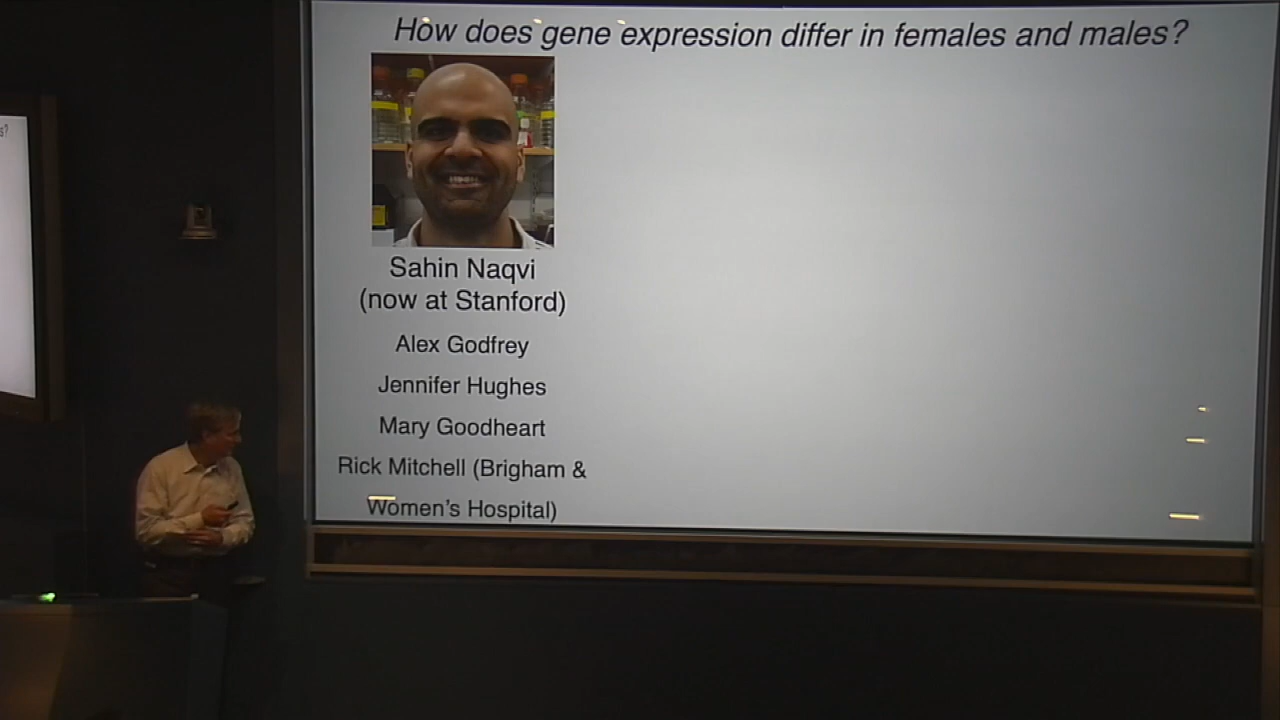 How does gene expression differ in females and males?
s?
Sahin Naqvi
(now at Stanford)
Alex Godfrey
Jennifer Hughes
Mary Goodheart
Rick Mitchell (Brigham &
Women's Hospital)